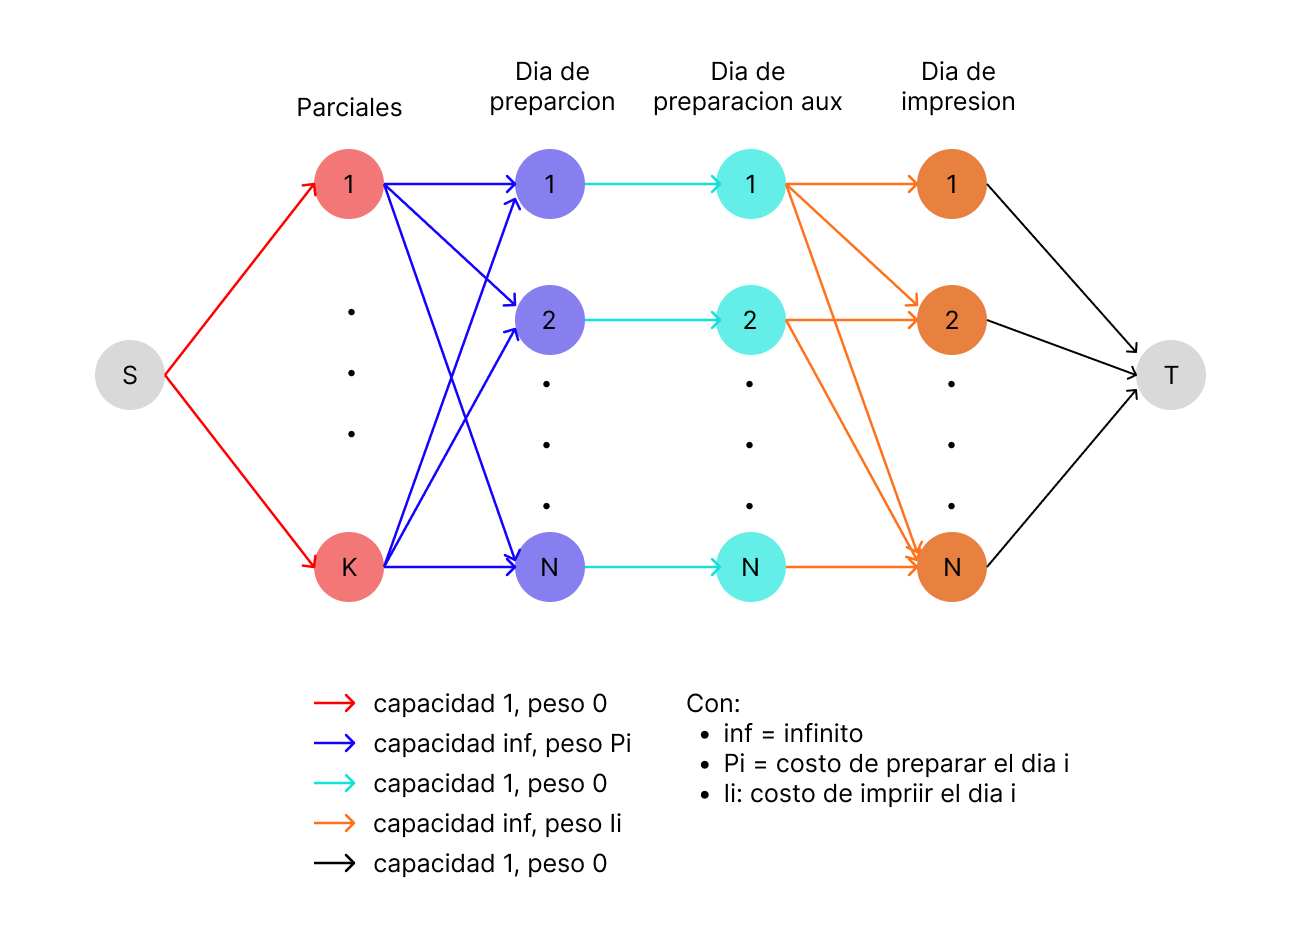 Parciales
Dia de
preparcion
Dia de
preparacion aux
Dia de
impresion
1
1
1
1
2
2
2
S
T
K
N
N
N
capacidad 1, peso 0
capacidad inf, peso Pi
capacidad 1, peso 0
capacidad inf, peso Ii
capacidad 1, peso 0
Con:
• inf = infinito
• Pi = costo de preparar el dia i
• Ii: costo de impriir el dia i